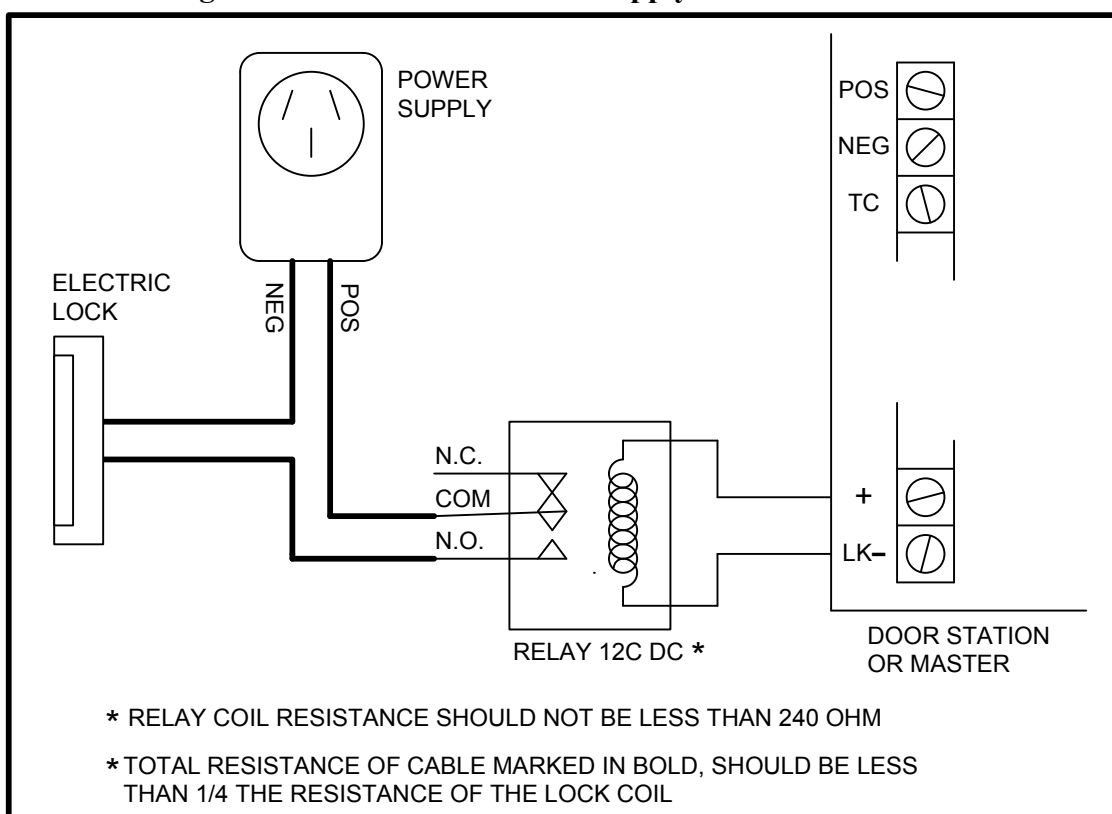 POWER
SUPPLY
POS
NEG
TC
ELECTRIC
LOCK
NEG
POS
N.C.
COM
N.O.
+
LK-
RELAY 12C DC *
DOOR STATION
OR MASTER
* RELAY COIL RESISTANCE SHOULD NOT BE LESS THAN 240 OHM
* TOTAL RESISTANCE OF CABLE MARKED IN BOLD, SHOULD BE LESS
THAN 1/4 THE RESISTANCE OF THE LOCK COIL